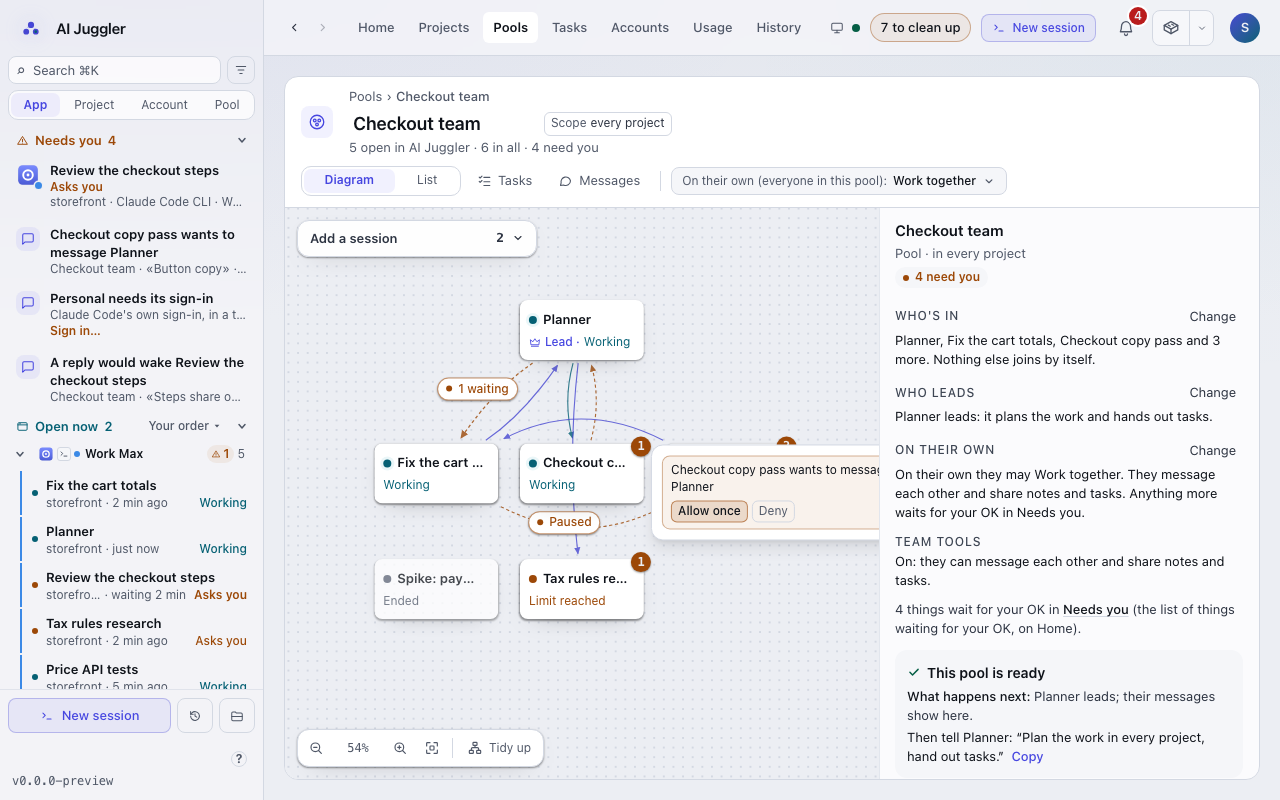 AI Juggler
Search ⌘K
App Project Account Pool
Needs you 4
Review the checkout steps
Asks you
storefront · Claude Code CLI · W...
Checkout copy pass wants to
message Planner
Checkout team · «Button copy» ·...
Personal needs its sign-in
Claude Code's own sign-in, in a t...
Sign in...
A reply would wake Review the
checkout steps
Checkout team · «Steps share o...
Open now 2 Your order
Work Max 1 5
Fix the cart totals
storefront · 2 min ago Working
Planner
storefront · just now Working
Review the checkout steps
storefro... · waiting 2 min Asks you
Tax rules research
storefront · 2 min ago Asks you
Price API tests
storefront · 5 min ago Working
New session
?
v0.0.0-preview
Home Projects Pools Tasks Accounts Usage History
7 to clean up
New session
4
S
Pools › Checkout team
Checkout team
Scope every project
5 open in AI Juggler · 6 in all · 4 need you
Diagram List Tasks Messages
On their own (everyone in this pool): Work together
Add a session 2
Planner
Lead · Working
1 waiting
Fix the cart ...
Working
1
Checkout c...
Working
Checkout copy pass wants to messag
Planner
Allow once Deny
Paused
Spike: pay...
Ended
1
Tax rules re...
Limit reached
54%
Tidy up
Checkout team
Pool · in every project
4 need you
WHO'S IN Change
Planner, Fix the cart totals, Checkout copy pass and 3
more. Nothing else joins by itself.
WHO LEADS Change
Planner leads: it plans the work and hands out tasks.
ON THEIR OWN Change
On their own they may Work together. They message
each other and share notes and tasks. Anything more
waits for your OK in Needs you.
TEAM TOOLS
On: they can message each other and share notes and
tasks.
4 things wait for your OK in Needs you (the list of things
waiting for your OK, on Home).
This pool is ready
What happens next: Planner leads; their messages
show here.
Then tell Planner: “Plan the work in every project,
hand out tasks.” Copy